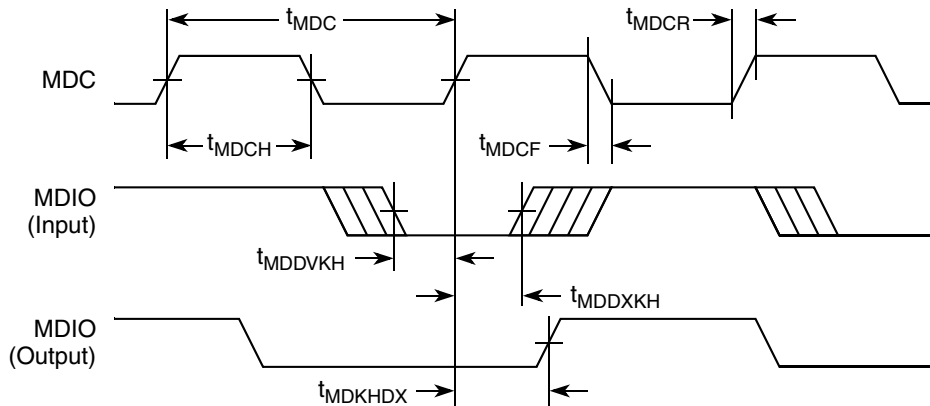 tMDC
tMDCR
MDC
tMDCH
tMDCF
MDIO
(Input)
tMDDVKH
tMDDXKH
MDIO
(Output)
tMDKHDX